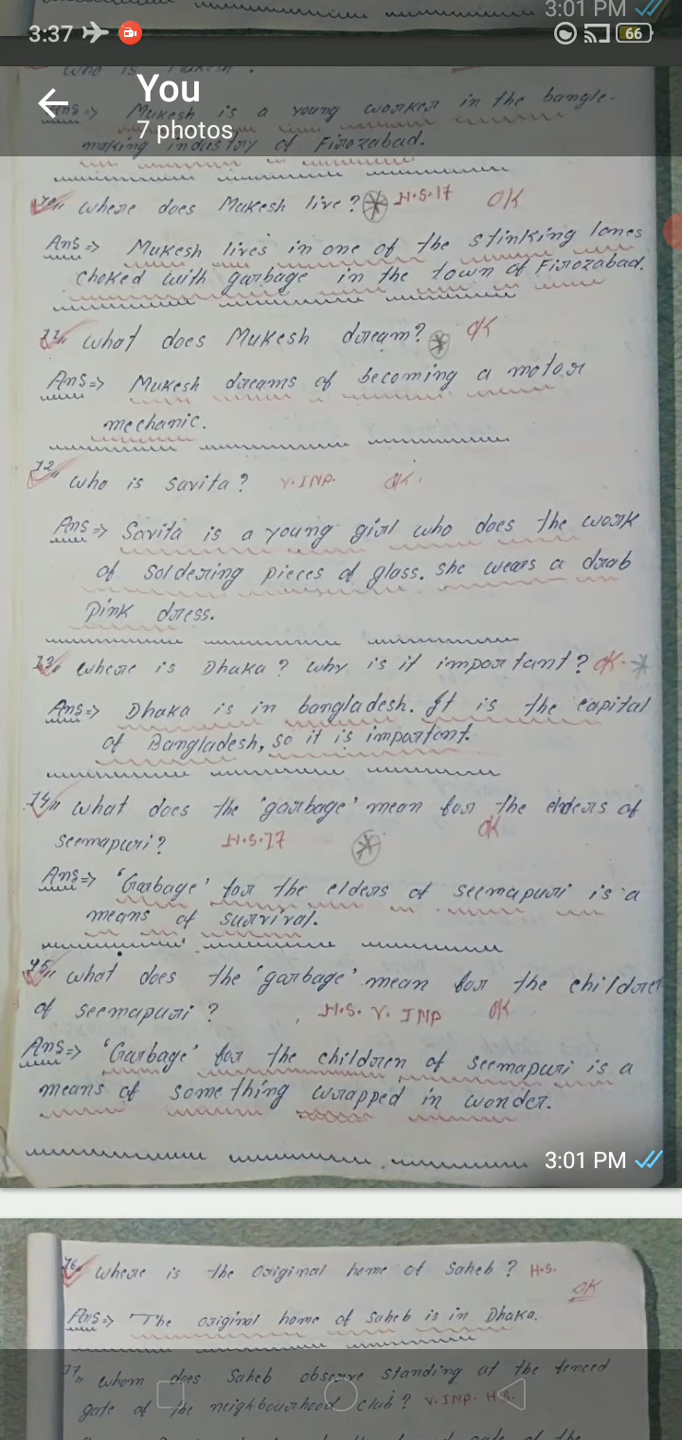 3:01 PM
3:37
66
You
7 photos
who is Mukesh?
Ans=> Mukesh is a young worker in the bangle-
making industry of Firozabad.
10" where does Mukesh live? H.S.17 OK
Ans=> Mukesh lives in one of the stinking lanes
choked with garbage in the town of Firozabad.
11" what does Mukesh dream? OK
Ans=> Mukesh dreams of becoming a motor
mechanic.
12" who is savita? V.INP. OK.
Ans=> Savita is a young girl who does the work
of soldering pieces of glass. she wears a drab
pink dress.
13" where is Dhaka? why is it important? OK.
Ans=> Dhaka is in bangladesh. It is the capital
of Bangladesh, so it is important.
14" what does the 'garbage' mean for the elders of
seemapuri? H.S.17 OK
Ans=> 'Garbage' for the elders of seemapuri is a
means of survival.
15" what does the 'garbage' mean for the children
of seemapuri? H.S. V. INP OK
Ans=> 'Garbage' for the children of seemapuri is a
means of something wrapped in wonder.
3:01 PM
16" where is the original home of Saheb? H.S.
OK
Ans=> The original home of Saheb is in Dhaka.
17" whom does Saheb observe standing at the fenced
gate of the neighbourhood club? V.INP. H.S.